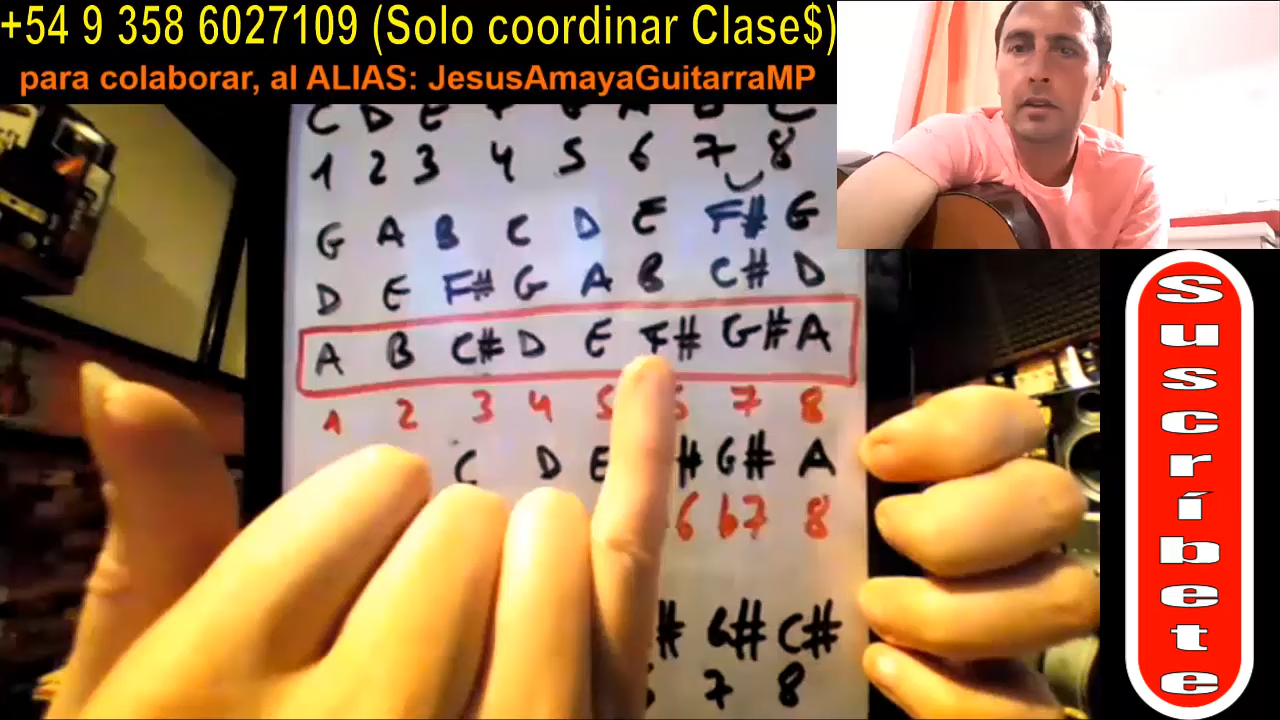 +54 9 358 6027109 (Solo coordinar Clase$)
para colaborar, al ALIAS: JesusAmayaGuitarraMP
C D E
1 2 3 4 5 6 7 8
G A B C D E F# G
D E F# G A B C# D
A B C# D E F# G# A
1 2 3 4 5 7 8
C D E # G# A
6 b7 8
# G# C#
7 8
Suscríbete